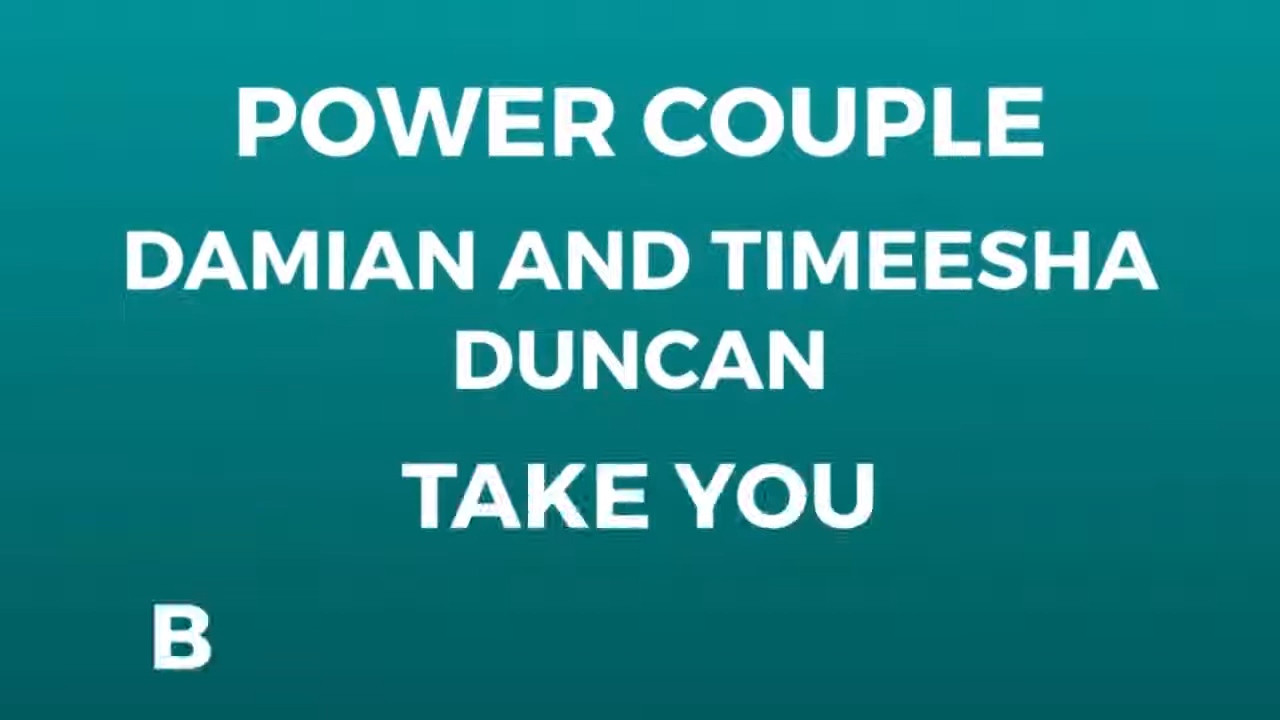 POWER COUPLE
DAMIAN AND TIMEESHA
DUNCAN
TAKE YOU
B